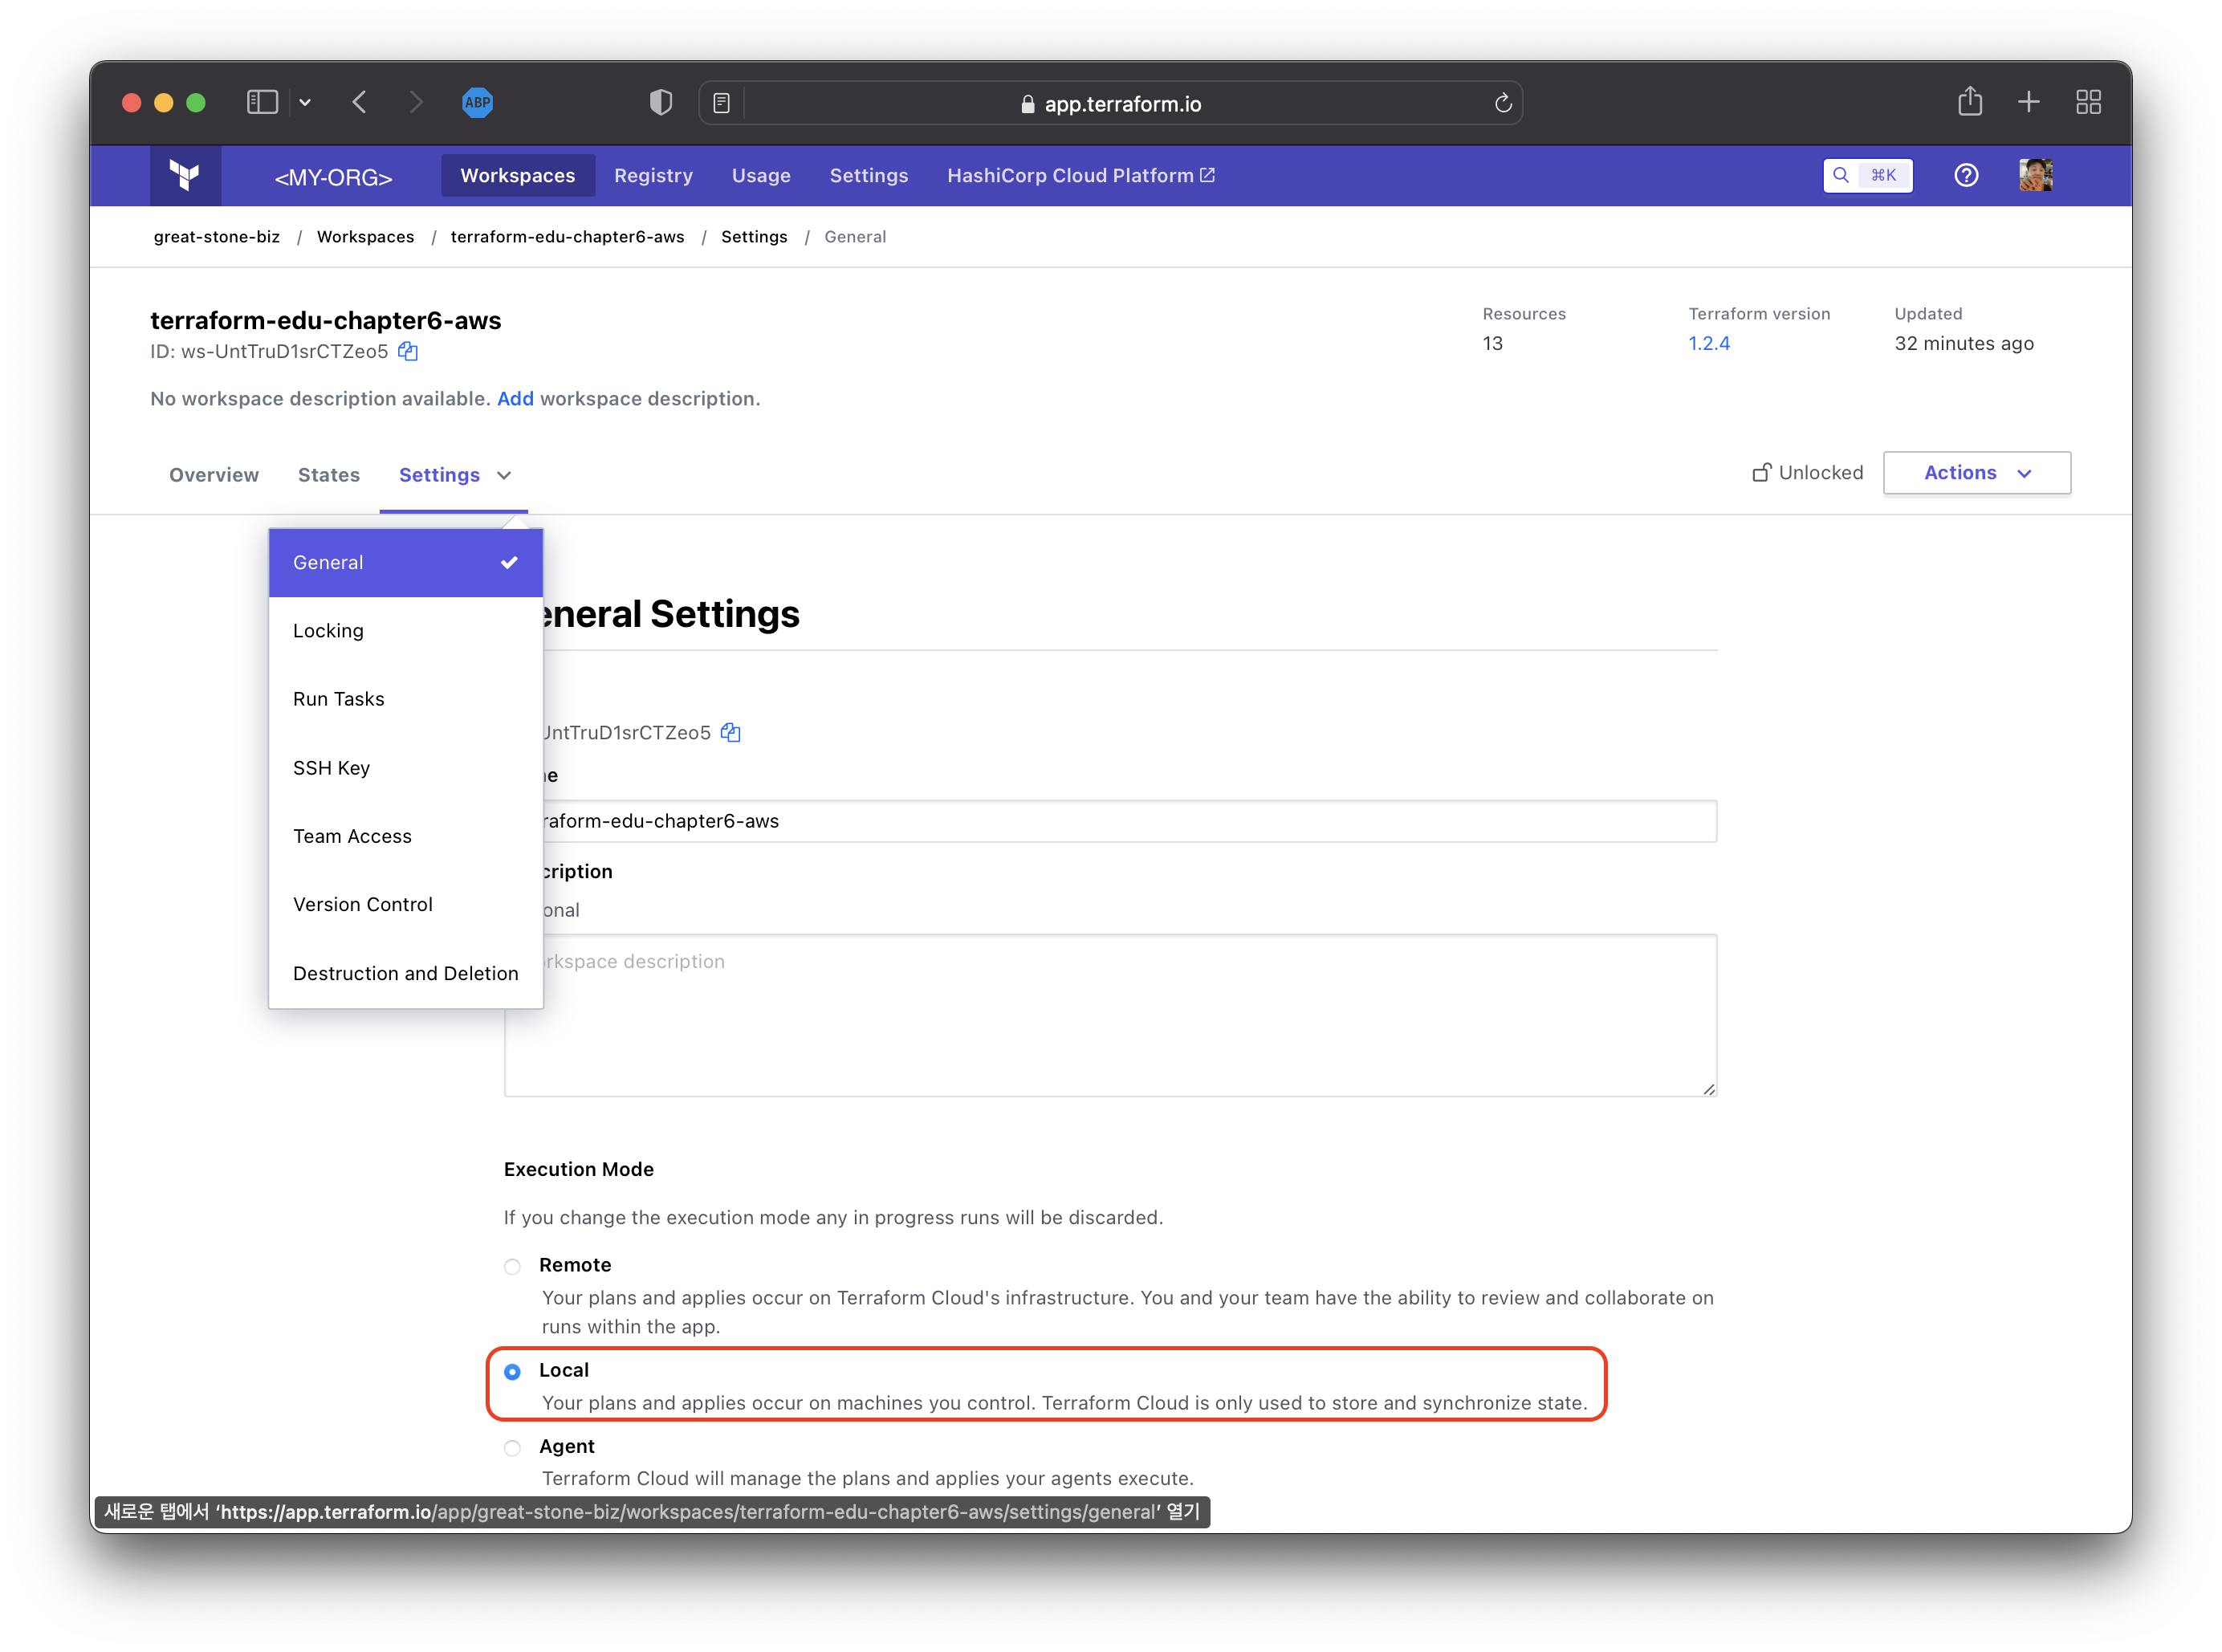 ABP
app.terraform.io
<MY-ORG> Workspaces Registry Usage Settings HashiCorp Cloud Platform ⌘K
great-stone-biz / Workspaces / terraform-edu-chapter6-aws / Settings / General
terraform-edu-chapter6-aws
ID: ws-UntTruD1srCTZeo5
No workspace description available. Add workspace description.
Resources
13
Terraform version
1.2.4
Updated
32 minutes ago
Overview States Settings
Unlocked Actions
General
Locking
Run Tasks
SSH Key
Team Access
Version Control
Destruction and Deletion
eneral Settings
UntTruD1srCTZeo5
e
raform-edu-chapter6-aws
cription
onal
rkspace description
Execution Mode
If you change the execution mode any in progress runs will be discarded.
Remote
Your plans and applies occur on Terraform Cloud's infrastructure. You and your team have the ability to review and collaborate on
runs within the app.
Local
Your plans and applies occur on machines you control. Terraform Cloud is only used to store and synchronize state.
Agent
Terraform Cloud will manage the plans and applies your agents execute.
새로운 탭에서 ‘https://app.terraform.io/app/great-stone-biz/workspaces/terraform-edu-chapter6-aws/settings/general’ 열기